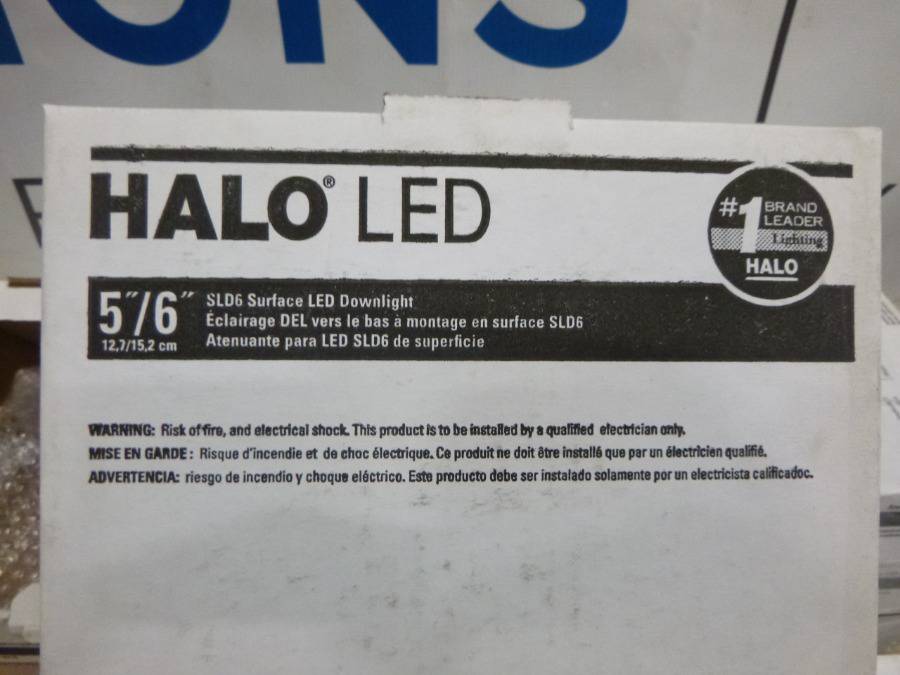 ONS
HALO® LED
#1 BRAND
LEADER
Lighting
HALO
5″/6″
12,7/15,2 cm
SLD6 Surface LED Downlight
Éclairage DEL vers le bas à montage en surface SLD6
Atenuante para LED SLD6 de superficie
WARNING: Risk of fire, and electrical shock. This product is to be installed by a qualified electrician only.
MISE EN GARDE : Risque d'incendie et de choc électrique. Ce produit ne doit être installé que par un électricien qualifié.
ADVERTENCIA: riesgo de incendio y choque eléctrico. Este producto debe ser instalado solamente por un electricista calificadoc.